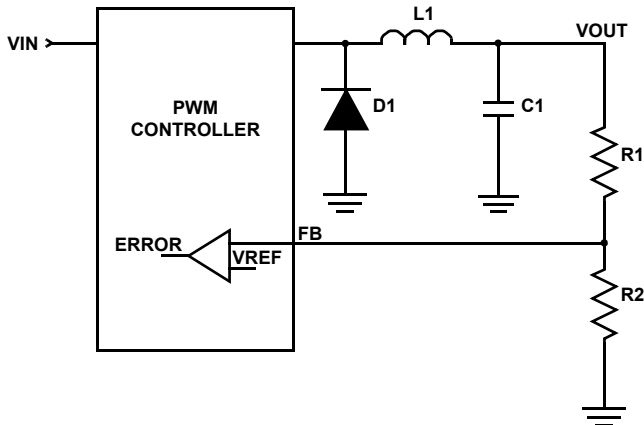 L1
VIN
VOUT
PWM
CONTROLLER
D1
C1
R1
FB
ERROR
VREF
R2